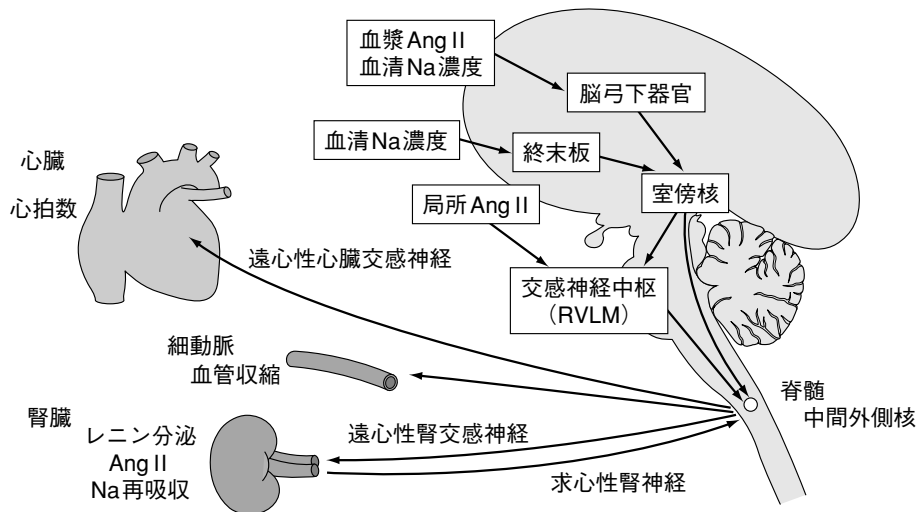 血漿Ang II
血清Na濃度
脳弓下器官
血清Na濃度
終末板
室傍核
局所Ang II
心臓
心拍数
遠心性心臓交感神経
交感神経中枢
（RVLM）
細動脈
血管収縮
脊髄
中間外側核
腎臓
レニン分泌
Ang II
Na再吸収
遠心性腎交感神経
求心性腎神経